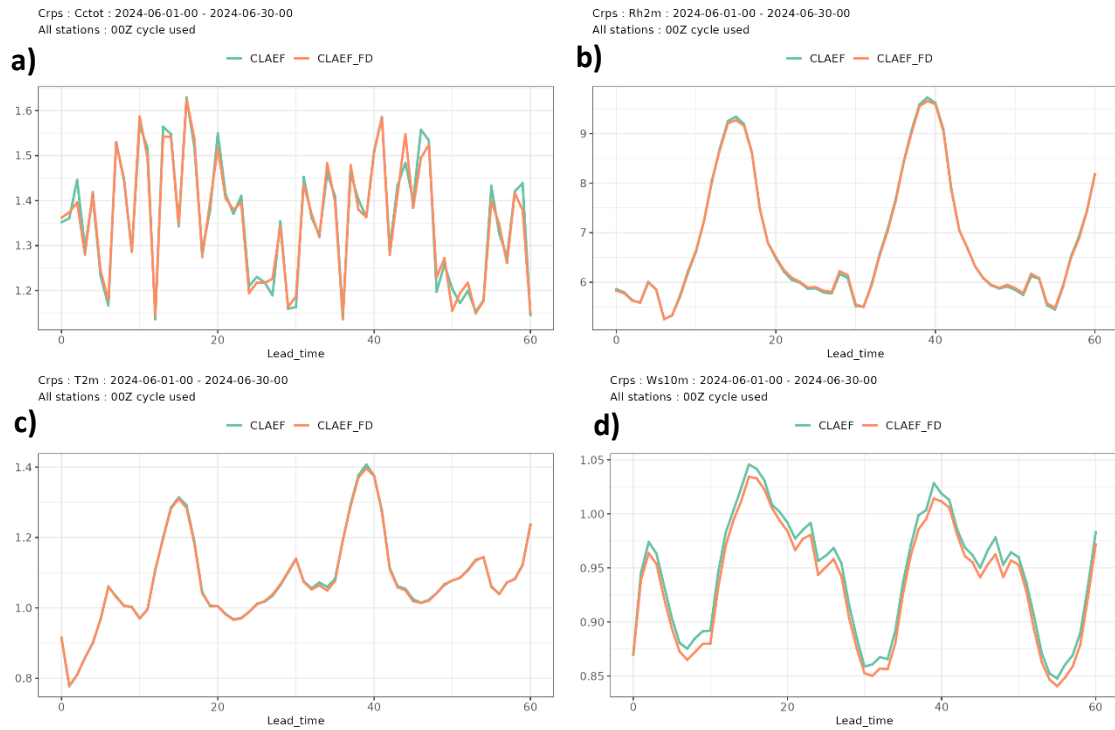 Crps : Cctot : 2024-06-01-00 - 2024-06-30-00
All stations : 00Z cycle used
a)
CLAEF CLAEF_FD
1.6
1.5
1.4
1.3
1.2
0 20 40 60
Lead_time
Crps : Rh2m : 2024-06-01-00 - 2024-06-30-00
All stations : 00Z cycle used
b)
CLAEF CLAEF_FD
9
8
7
6
0 20 40 60
Lead_time
Crps : T2m : 2024-06-01-00 - 2024-06-30-00
All stations : 00Z cycle used
c)
CLAEF CLAEF_FD
1.4
1.2
1.0
0.8
0 20 40 60
Lead_time
Crps : Ws10m : 2024-06-01-00 - 2024-06-30-00
All stations : 00Z cycle used
d)
CLAEF CLAEF_FD
1.05
1.00
0.95
0.90
0.85
0 20 40 60
Lead_time